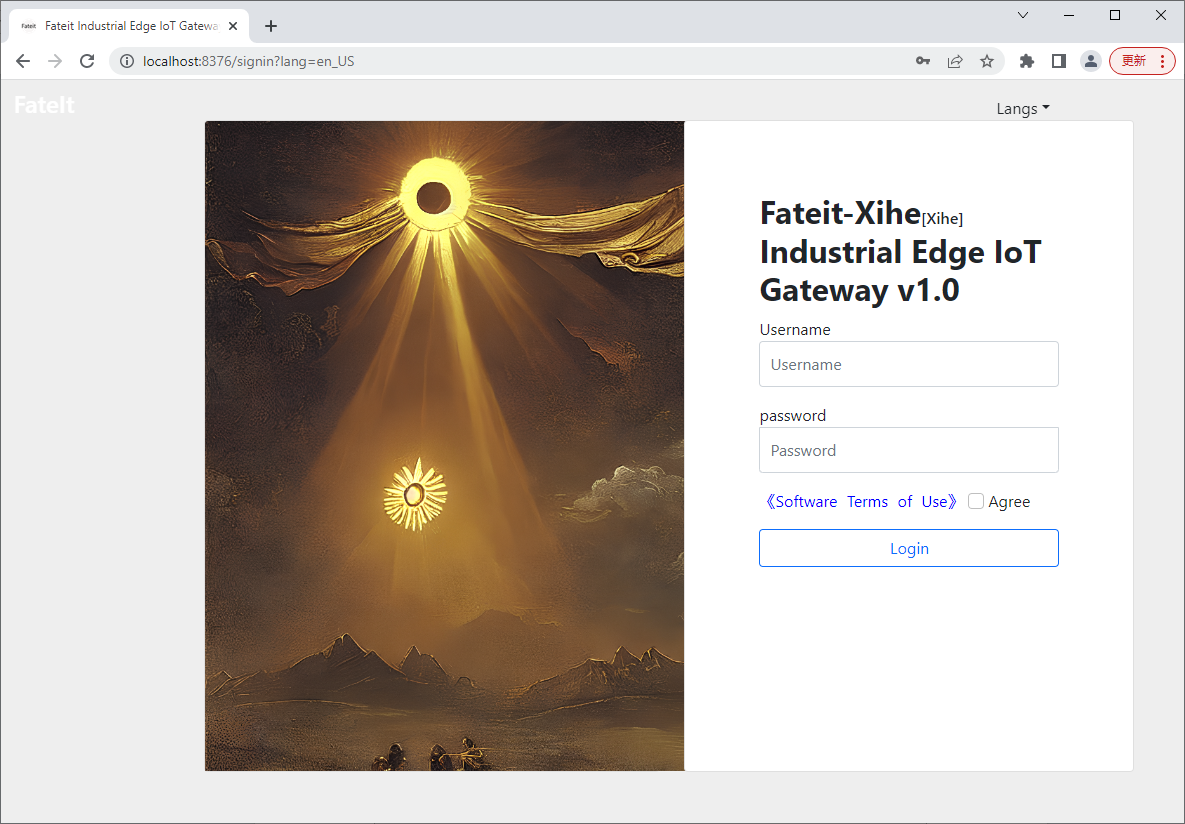 Fateit Fateit Industrial Edge IoT Gatewa
localhost:8376/signin?lang=en_US
更新
FateIt
Langs
Fateit-Xihe[Xihe]
Industrial Edge IoT
Gateway v1.0
Username
Username
password
Password
《Software Terms of Use》 Agree
Login